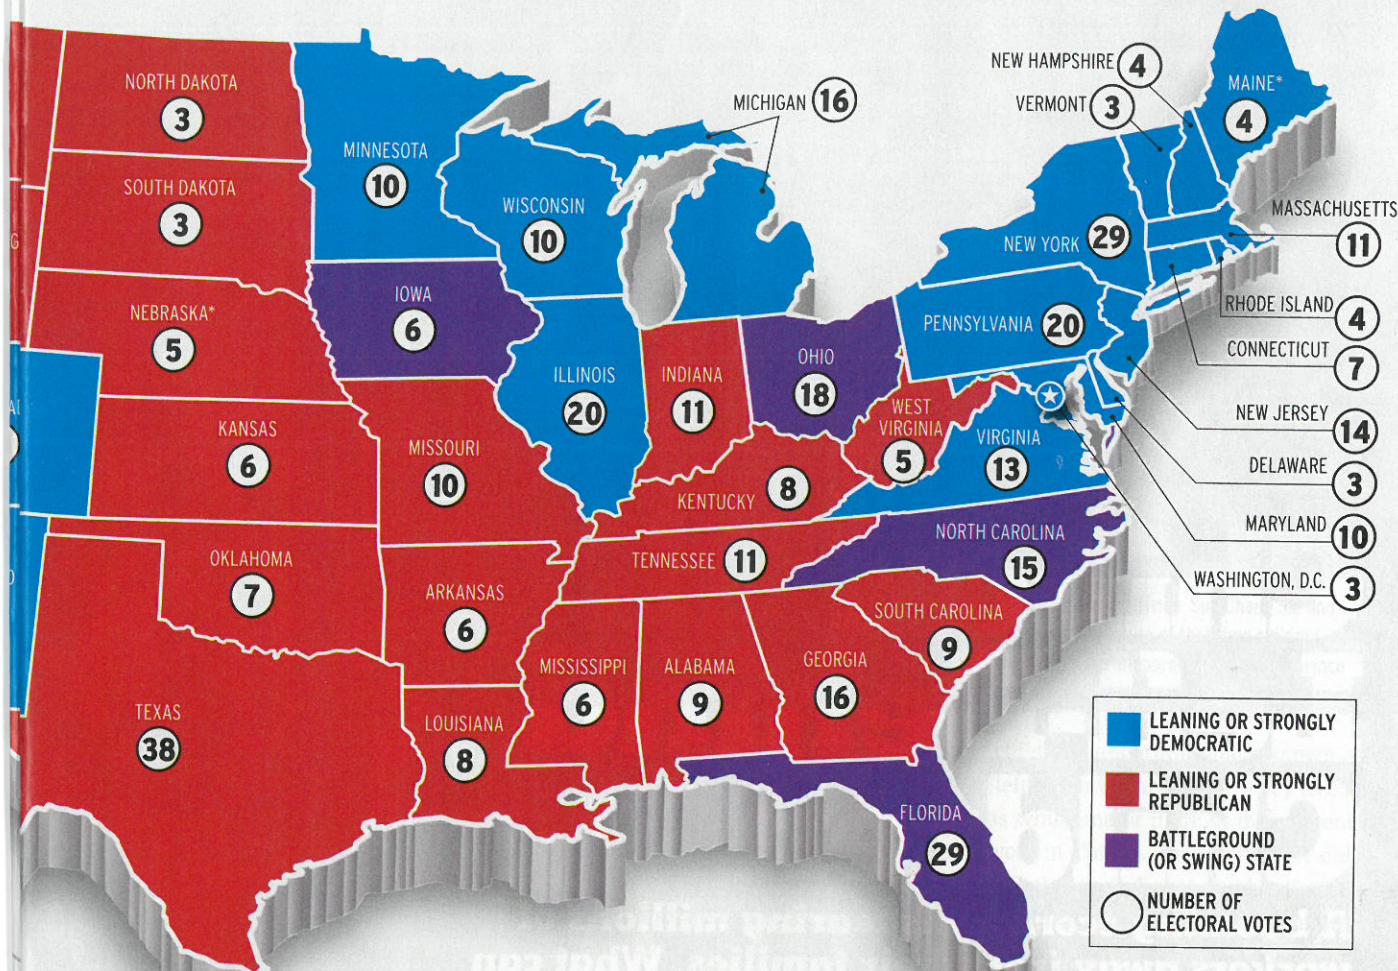 NORTH DAKOTA
3
SOUTH DAKOTA
3
NEBRASKA*
5
KANSAS
6
OKLAHOMA
7
TEXAS
38
MINNESOTA
10
IOWA
6
MISSOURI
10
ARKANSAS
6
LOUISIANA
8
WISCONSIN
10
ILLINOIS
20
MICHIGAN 16
INDIANA
11
OHIO
18
KENTUCKY 8
TENNESSEE 11
MISSISSIPPI
6
ALABAMA
9
GEORGIA
16
FLORIDA
29
SOUTH CAROLINA
9
NORTH CAROLINA
15
VIRGINIA
13
WEST
VIRGINIA
5
PENNSYLVANIA 20
NEW YORK 29
NEW HAMPSHIRE 4
VERMONT 3
MAINE*
4
MASSACHUSETTS
11
RHODE ISLAND
4
CONNECTICUT
7
NEW JERSEY
14
DELAWARE
3
MARYLAND
10
WASHINGTON, D.C. 3
LEANING OR STRONGLY
DEMOCRATIC
LEANING OR STRONGLY
REPUBLICAN
BATTLEGROUND
(OR SWING) STATE
NUMBER OF
ELECTORAL VOTES